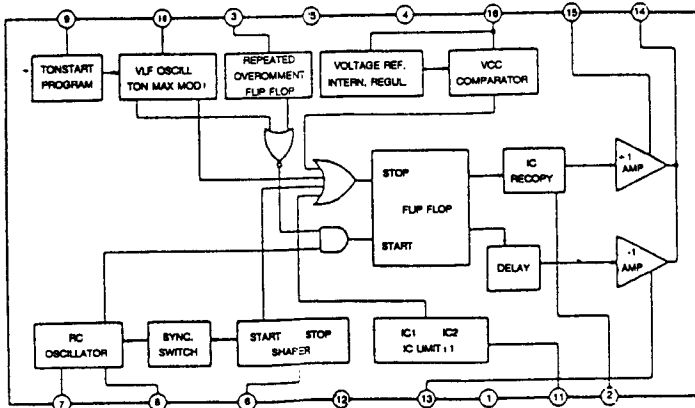 9
3
5
4
16
15
14
TONSTART
PROGRAM
VLF OSCILL
TON MAX MOD
REPEATED
OVEROMMENT
FLIP FLOP
VOLTAGE REF.
INTERN. REGUL
VCC
COMPARATOR
STOP
FLIP FLOP
START
IC
RECOPY
+1
AMP
DELAY
-1
AMP
RC
OSCILLATOR
SYNC.
SWITCH
START STOP
SHAPER
IC1 IC2
IC LIMIT
7
8
6
12
13
1
11
2